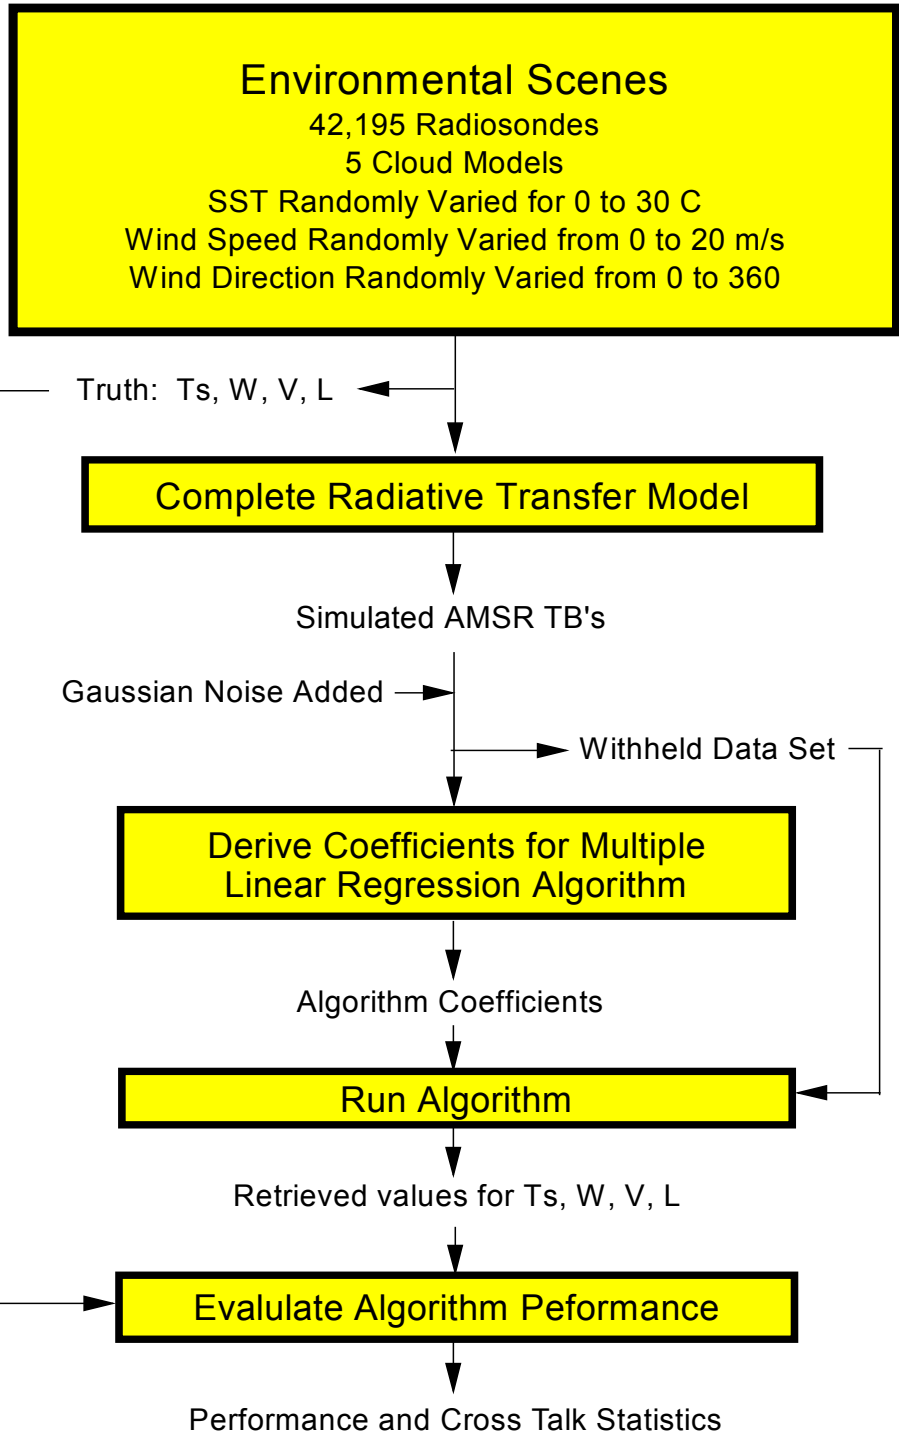 Environmental Scenes
42,195 Radiosondes
5 Cloud Models
SST Randomly Varied for 0 to 30 C
Wind Speed Randomly Varied from 0 to 20 m/s
Wind Direction Randomly Varied from 0 to 360
Truth: Ts, W, V, L
Complete Radiative Transfer Model
Simulated AMSR TB's
Gaussian Noise Added
Withheld Data Set
Derive Coefficients for Multiple
Linear Regression Algorithm
Algorithm Coefficients
Run Algorithm
Retrieved values for Ts, W, V, L
Evalulate Algorithm Peformance
Performance and Cross Talk Statistics